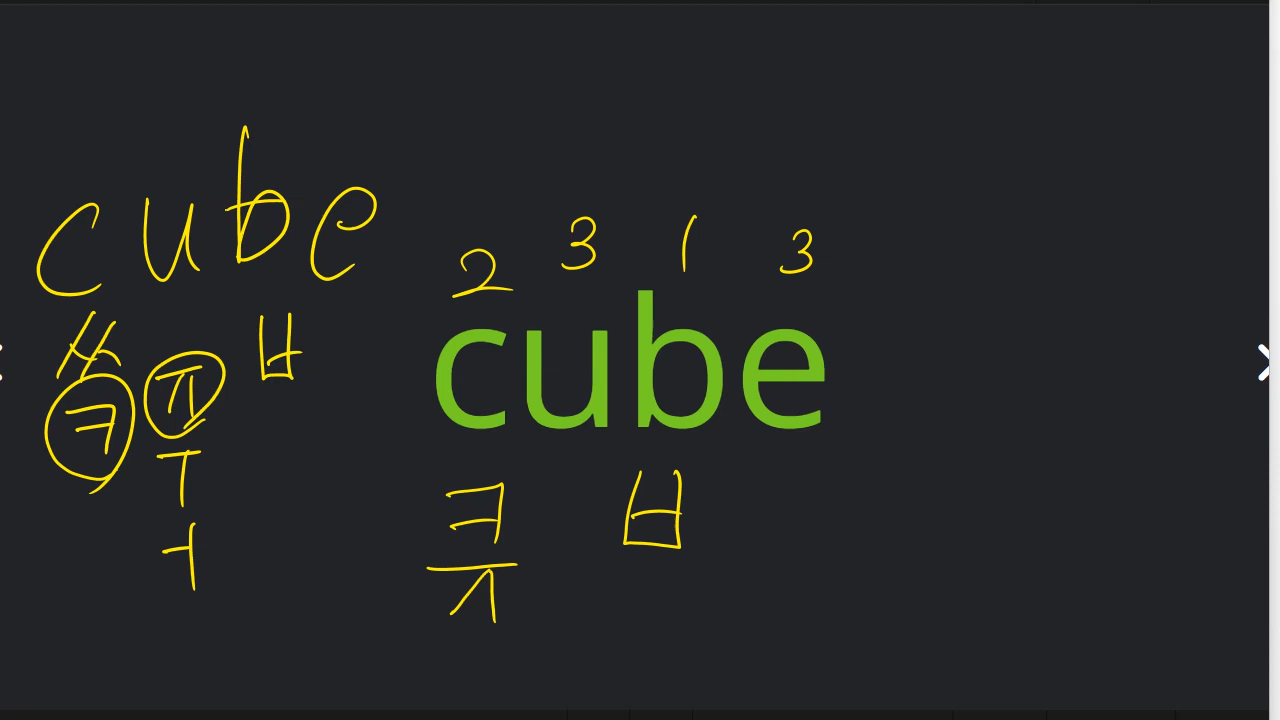 cube
2 3 1 3
cube
ㅆ ㅠ ㅂ
ㅋ
ㅜ
ㅓ
ㅋ ㅂ
ㅅ